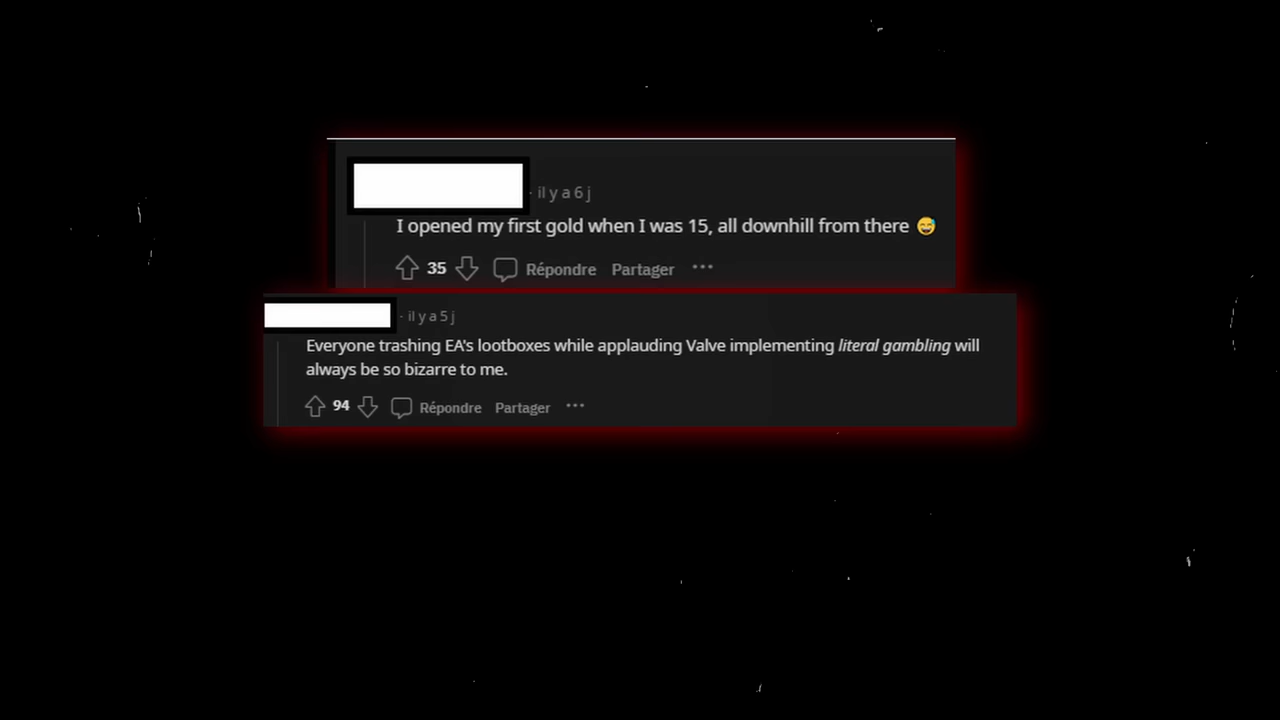 · il y a 6 j
I opened my first gold when I was 15, all downhill from there 😅
35 Répondre Partager ···
· il y a 5 j
Everyone trashing EA's lootboxes while applauding Valve implementing literal gambling will
always be so bizarre to me.
94 Répondre Partager ···